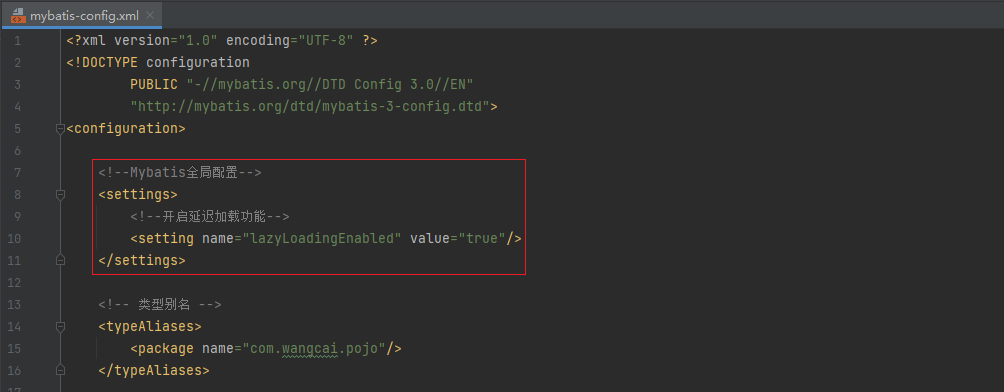 mybatis-config.xml
1 <?xml version="1.0" encoding="UTF-8" ?>
2 <!DOCTYPE configuration
3 PUBLIC "-//mybatis.org//DTD Config 3.0//EN"
4 "http://mybatis.org/dtd/mybatis-3-config.dtd">
5 <configuration>
6
7 <!--Mybatis全局配置-->
8 <settings>
9 <!--开启延迟加载功能-->
10 <setting name="lazyLoadingEnabled" value="true"/>
11 </settings>
12
13 <!-- 类型别名 -->
14 <typeAliases>
15 <package name="com.wangcai.pojo"/>
16 </typeAliases>
17